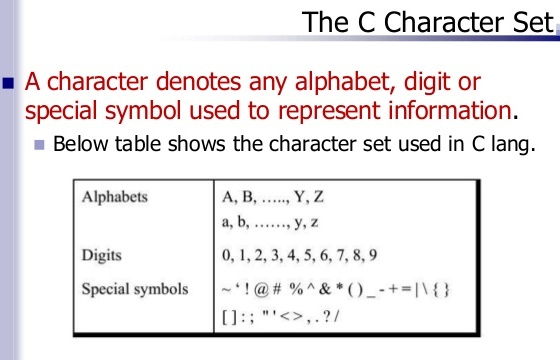 The C Character Set
A character denotes any alphabet, digit or
special symbol used to represent information.
Below table shows the character set used in C lang.
Alphabets A, B, ....., Y, Z
a, b, ......, y, z
Digits 0, 1, 2, 3, 4, 5, 6, 7, 8, 9
Special symbols ~ ‘ ! @ # % ^ & * ( ) _ - + = | \ { }
[ ] : ; " ' < > , . ? /